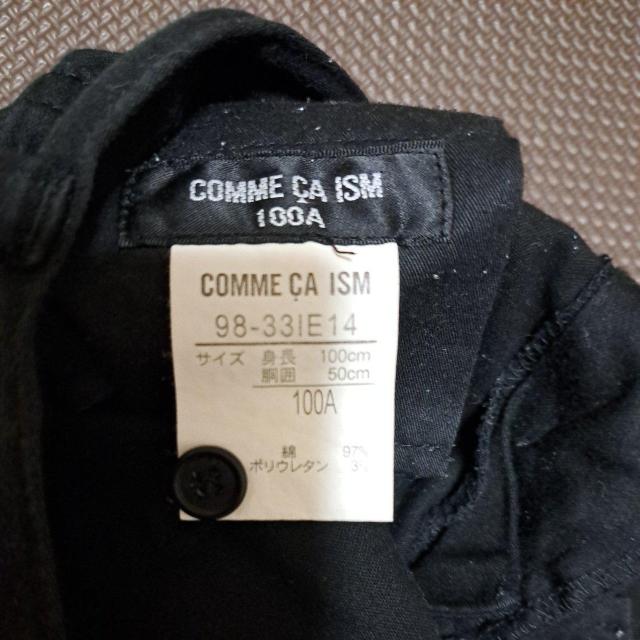 COMME ÇA ISM
100A
COMME ÇA ISM
98-33IE14
サイズ 身長 100cm
胴囲 50cm
100A
綿 97%
ポリウレタン 3%